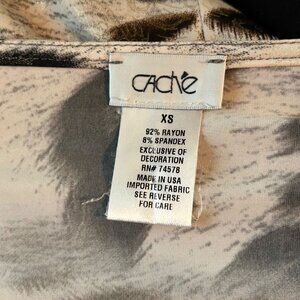 CACHÉ
XS
92% RAYON
8% SPANDEX
EXCLUSIVE OF
DECORATION
RN# 74578
MADE IN USA
IMPORTED FABRIC
SEE REVERSE
FOR CARE